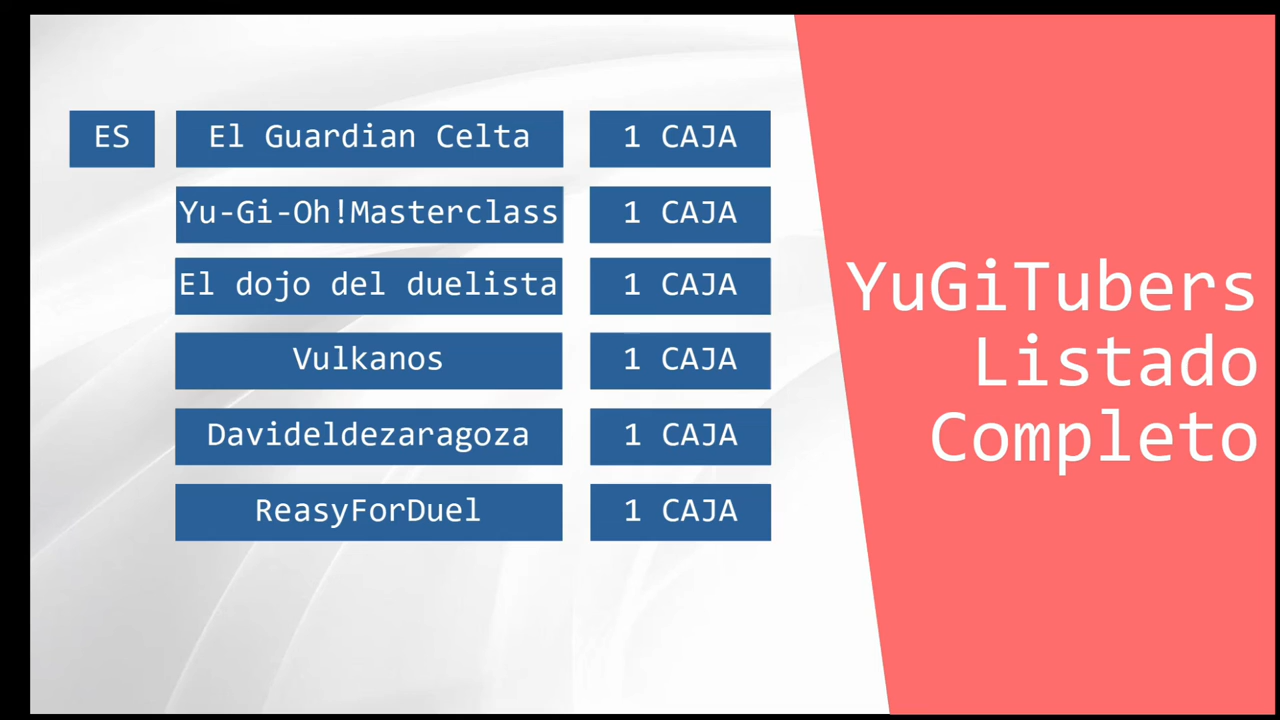 ES El Guardian Celta 1 CAJA
Yu-Gi-Oh!Masterclass 1 CAJA
El dojo del duelista 1 CAJA
Vulkanos 1 CAJA
Davideldezaragoza 1 CAJA
ReasyForDuel 1 CAJA
YuGiTubers
Listado
Completo